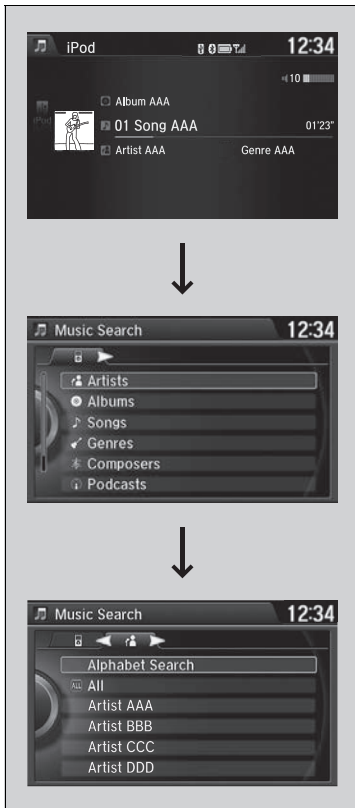 iPod 12:34
10
Album AAA
01 Song AAA 01'23"
Artist AAA Genre AAA
iPod
Music Search 12:34
Artists
Albums
Songs
Genres
Composers
Podcasts
Music Search 12:34
Alphabet Search
ALL All
Artist AAA
Artist BBB
Artist CCC
Artist DDD